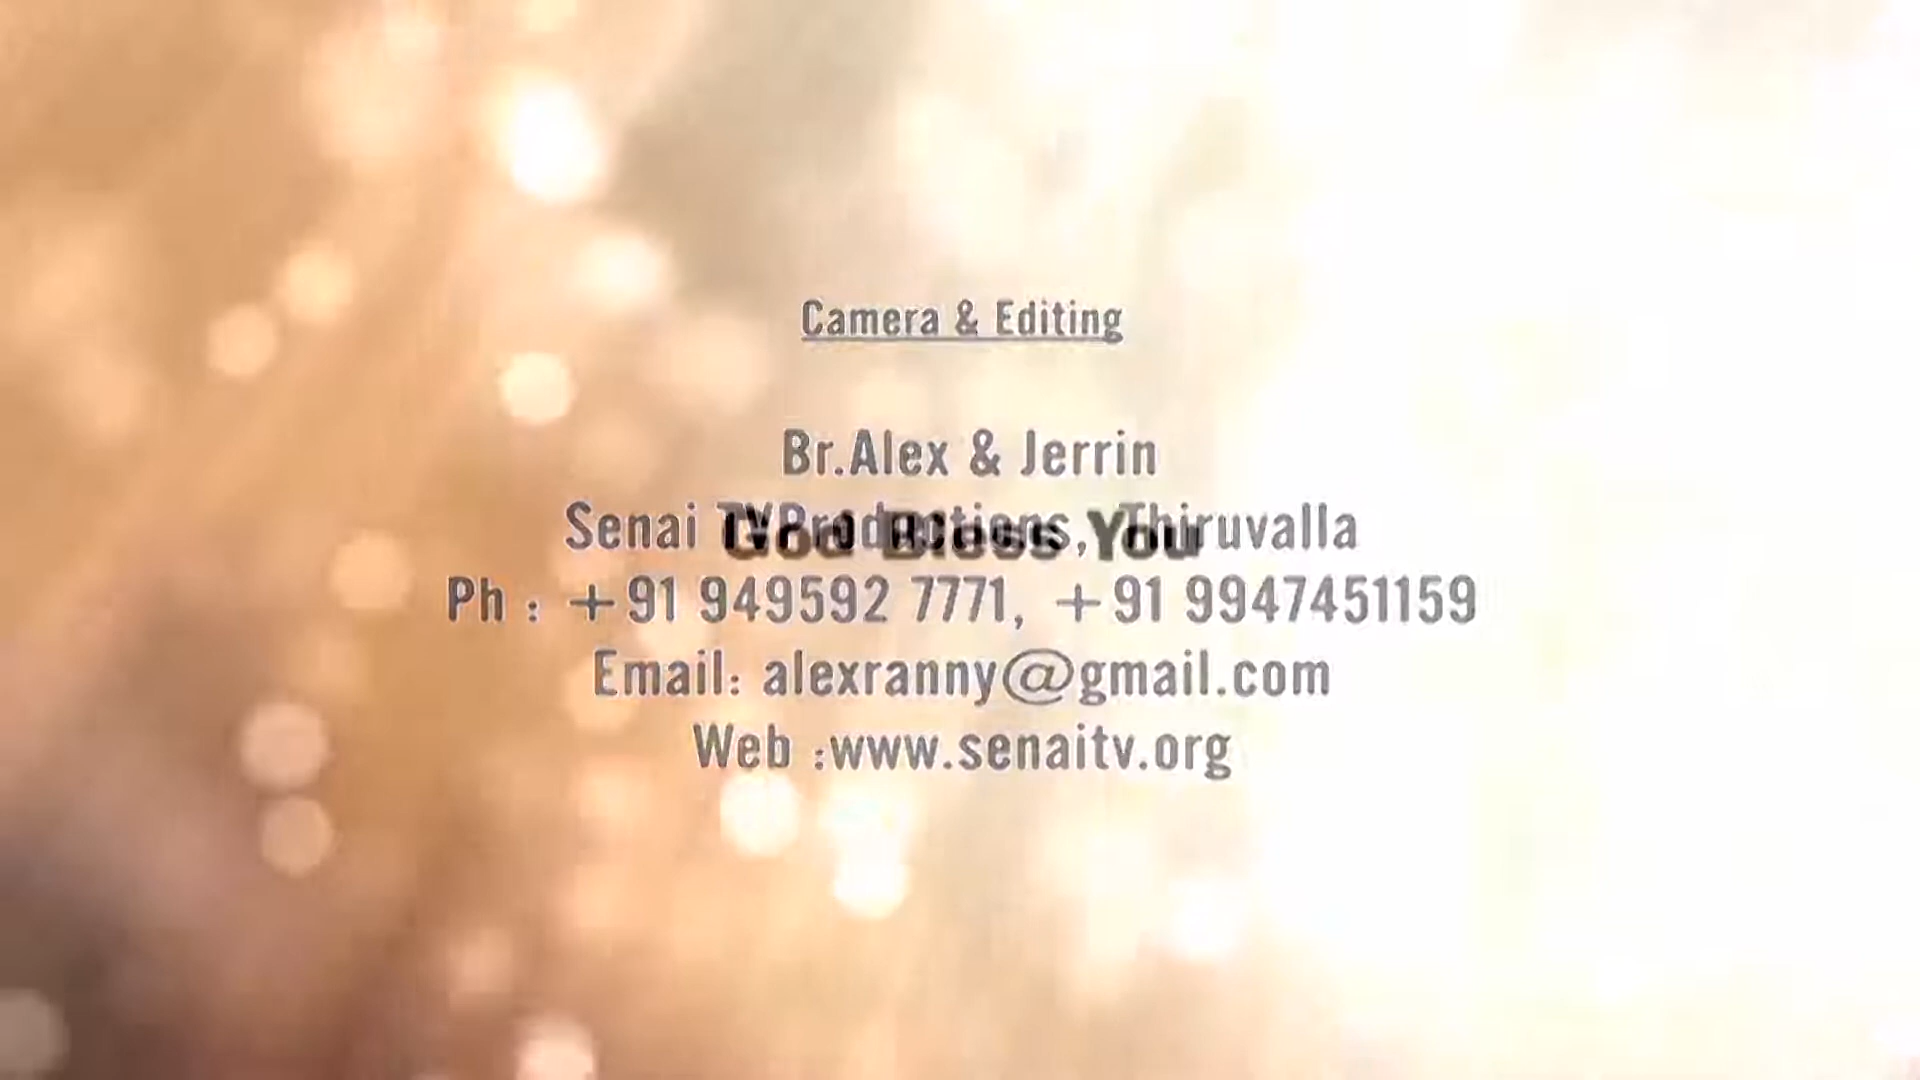 Camera & Editing
Br.Alex & Jerrin
Senai TV Productions, Thiruvalla
God Bless You
Ph : +91 949592 7771, +91 9947451159
Email: alexranny@gmail.com
Web :www.senaitv.org